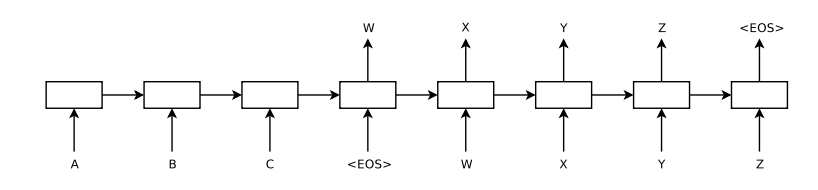 W X Y Z <EOS>
A B C <EOS> W X Y Z